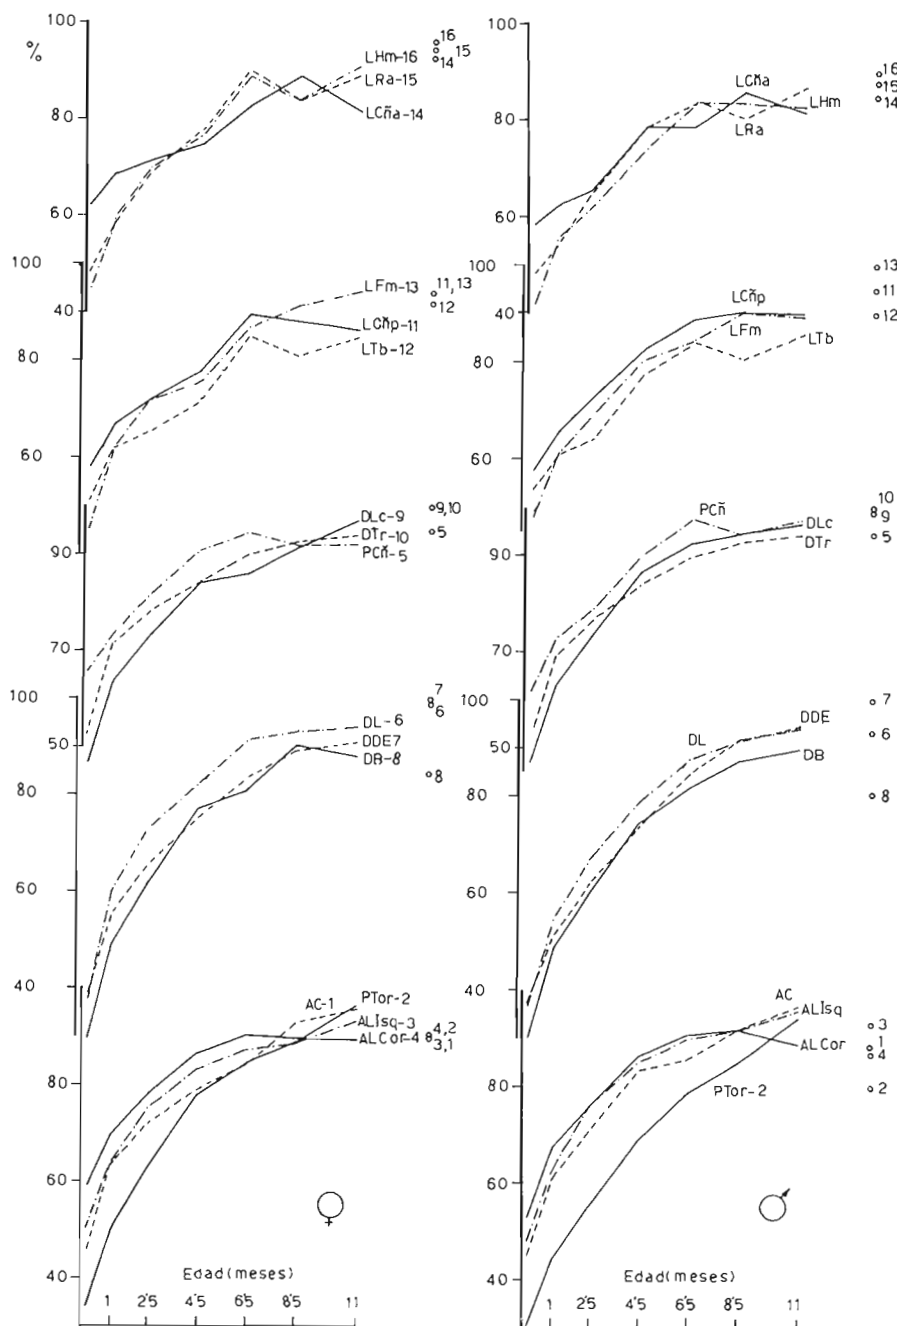 %
100
80
60
40
LHm-16
LRa-15
LCña-14
16
15
14
100
80
60
LFm-13
LCñp-11
LTb-12
11,13
12
90
70
50
DLc-9
DTr-10
PCñ-5
9,10
5
100
80
60
40
DL-6
DDE7
DB-8
7
8
6
8
80
60
40
AC-1
PTor-2
ALIsq-3
ALCor-4
4,2
8
3,1
♀
Edad(meses)
1 2'5 4'5 6'5 8'5 11
100
80
60
40
LCña
LHm
LRa
16
15
14
100
80
60
LCñp
LFm
LTb
13
11
12
90
70
50
PCñ
DLc
DTr
10
8
9
5
100
80
60
40
DL
DDE
DB
7
6
8
80
60
40
AC
ALIsq
ALCor
PTor-2
3
1
4
2
♂
Edad(meses)
1 2'5 4'5 6'5 8'5 11